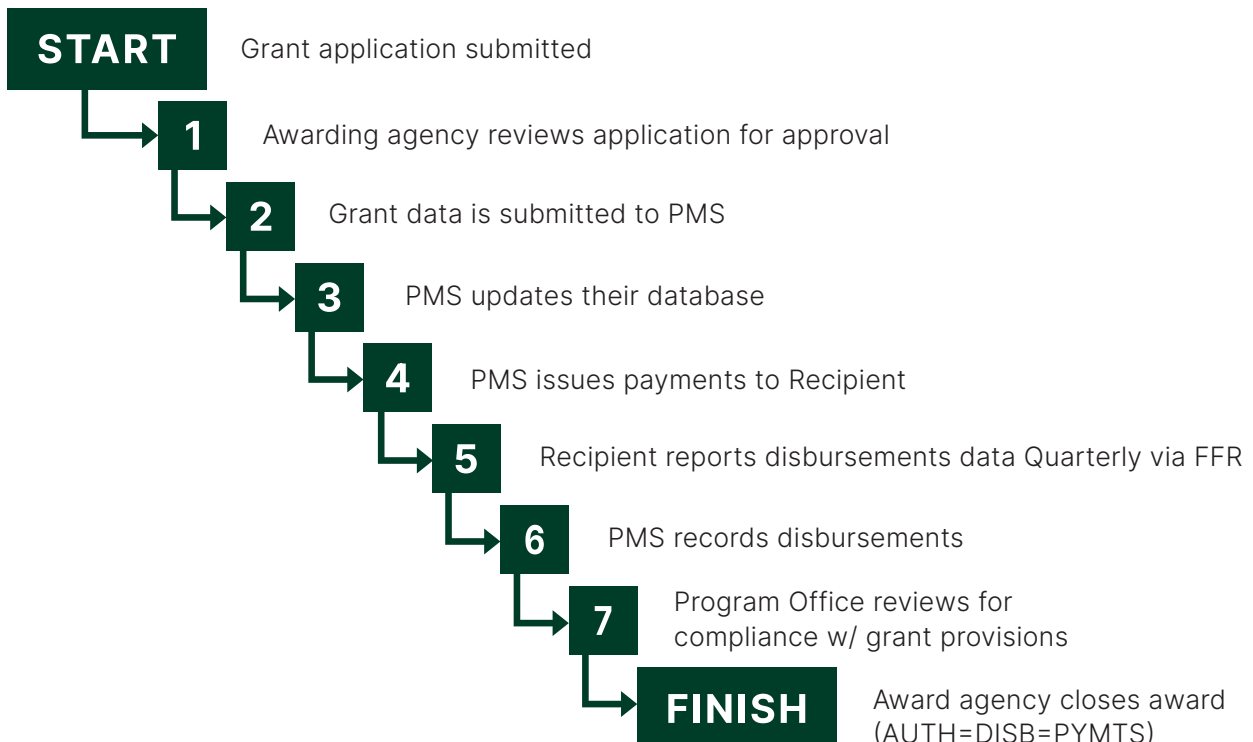 START
Grant application submitted
1
Awarding agency reviews application for approval
2
Grant data is submitted to PMS
3
PMS updates their database
4
PMS issues payments to Recipient
5
Recipient reports disbursements data Quarterly via FFR
6
PMS records disbursements
7
Program Office reviews for
compliance w/ grant provisions
FINISH
Award agency closes award
(AUTH=DISB=PYMTS)